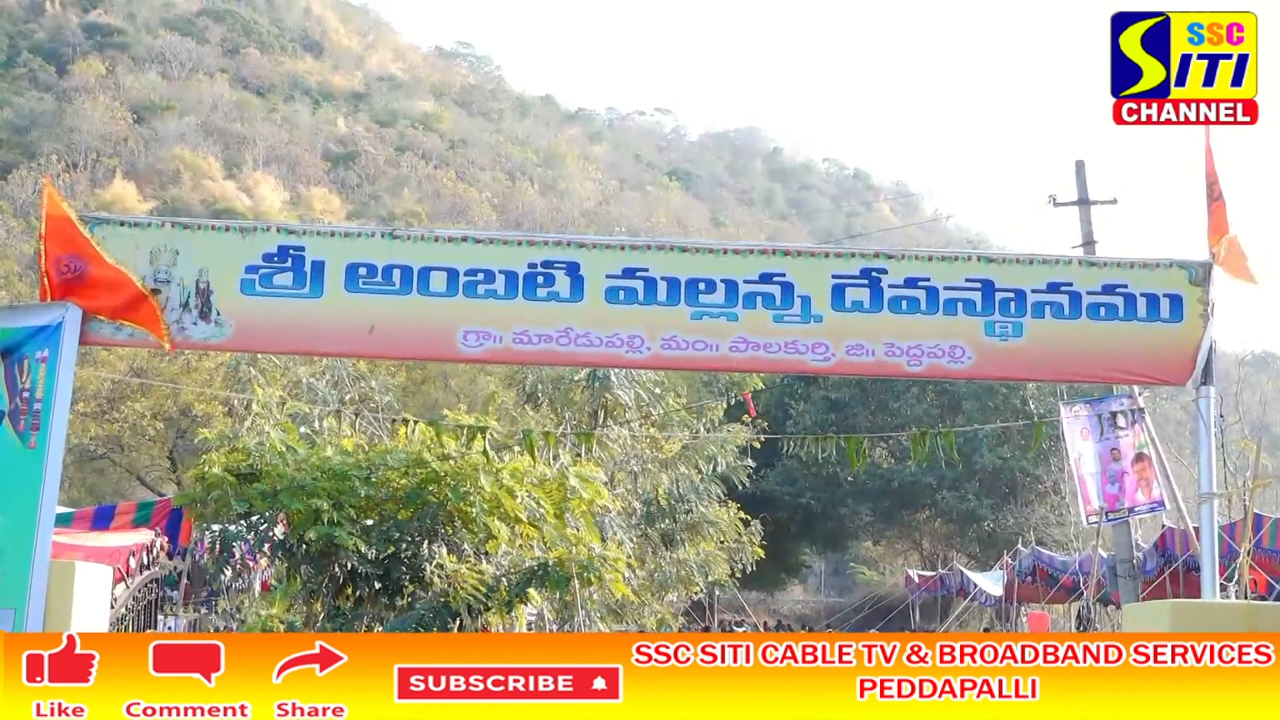 SSC
SITI
CHANNEL
శ్రీ అంబటి మల్లన్న దేవస్థానము
గ్రా॥ మారేడుపల్లి, మం॥ పాలకుర్తి, జి॥ పెద్దపల్లి.
Like
Comment
Share
SUBSCRIBE
SSC SITI CABLE TV & BROADBAND SERVICES
PEDDAPALLI